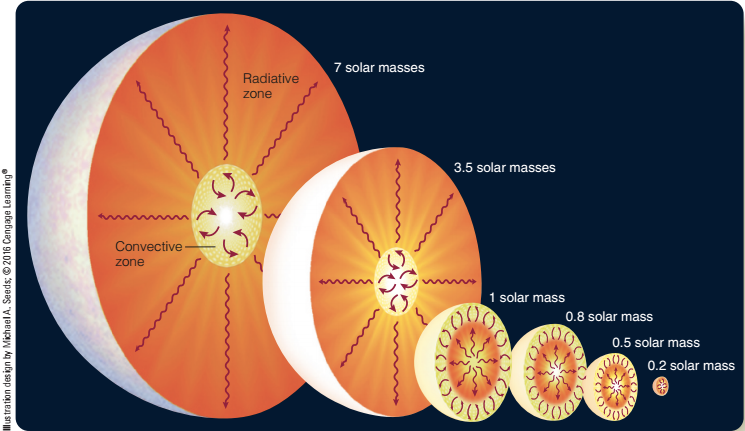 7 solar masses
Radiative
zone
3.5 solar masses
Convective
zone
1 solar mass
0.8 solar mass
0.5 solar mass
0.2 solar mass
Illustration design by Michael A. Seeds; © 2016 Cengage Learning®